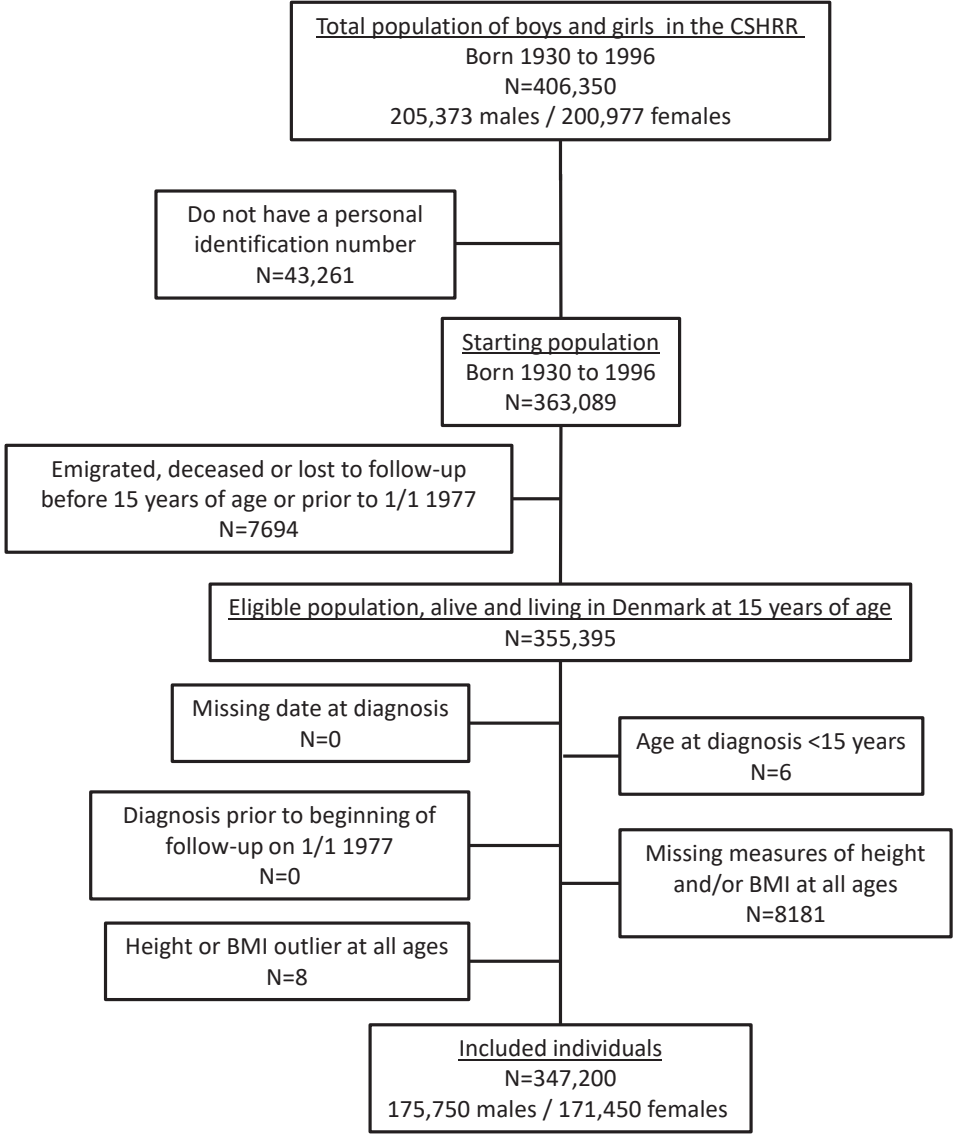 Total population of boys and girls  in the CSHRR
Born 1930 to 1996
N=406,350
205,373 males / 200,977 females
Do not have a personal
identification number
N=43,261
Starting population
Born 1930 to 1996
N=363,089
Emigrated, deceased or lost to follow-up
before 15 years of age or prior to 1/1 1977
N=7694
Eligible population, alive and living in Denmark at 15 years of age
N=355,395
Missing date at diagnosis
N=0
Age at diagnosis <15 years
N=6
Diagnosis prior to beginning of
follow-up on 1/1 1977
N=0
Missing measures of height
and/or BMI at all ages
N=8181
Height or BMI outlier at all ages
N=8
Included individuals
N=347,200
175,750 males / 171,450 females